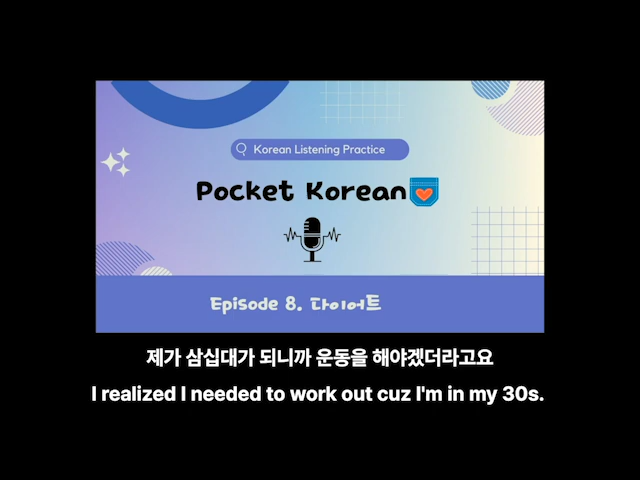 Korean Listening Practice
Pocket Korean
Episode 8. 다이어트
제가 삼십대가 되니까 운동을 해야겠더라고요
I realized I needed to work out cuz I'm in my 30s.